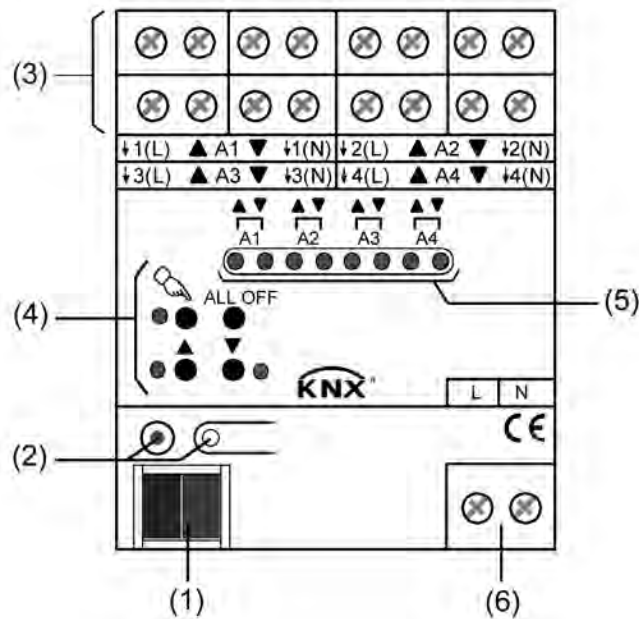 (3)
↓1(L) ▲ A1 ▼ ↓1(N) ↓2(L) ▲ A2 ▼ ↓2(N)
↓3(L) ▲ A3 ▼ ↓3(N) ↓4(L) ▲ A4 ▼ ↓4(N)
▲▼ ▲▼ ▲▼ ▲▼
A1 A2 A3 A4
(4) ALL OFF (5)
▲ ▼
KNX®
L N
(2) CE
(1) (6)